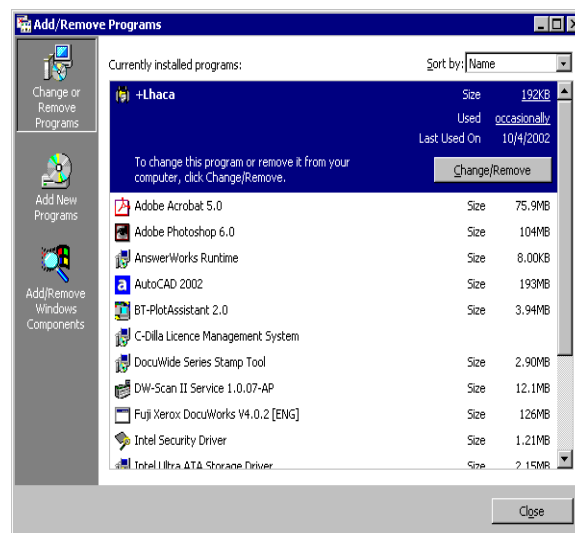 Add/Remove Programs
Currently installed programs:
Sort by: Name
Change or
Remove
Programs
Add New
Programs
Add/Remove
Windows
Components
+Lhaca Size 192KB
Used occasionally
Last Used On 10/4/2002
To change this program or remove it from your
computer, click Change/Remove.
Change/Remove
Adobe Acrobat 5.0 Size 75.9MB
Adobe Photoshop 6.0 Size 104MB
AnswerWorks Runtime Size 8.00KB
AutoCAD 2002 Size 193MB
BT-PlotAssistant 2.0 Size 3.94MB
C-Dilla Licence Management System
DocuWide Series Stamp Tool Size 2.90MB
DW-Scan II Service 1.0.07-AP Size 12.1MB
Fuji Xerox DocuWorks V4.0.2 [ENG] Size 126MB
Intel Security Driver Size 1.21MB
Intel Ultra ATA Storage Driver Size 2.15MB
Close